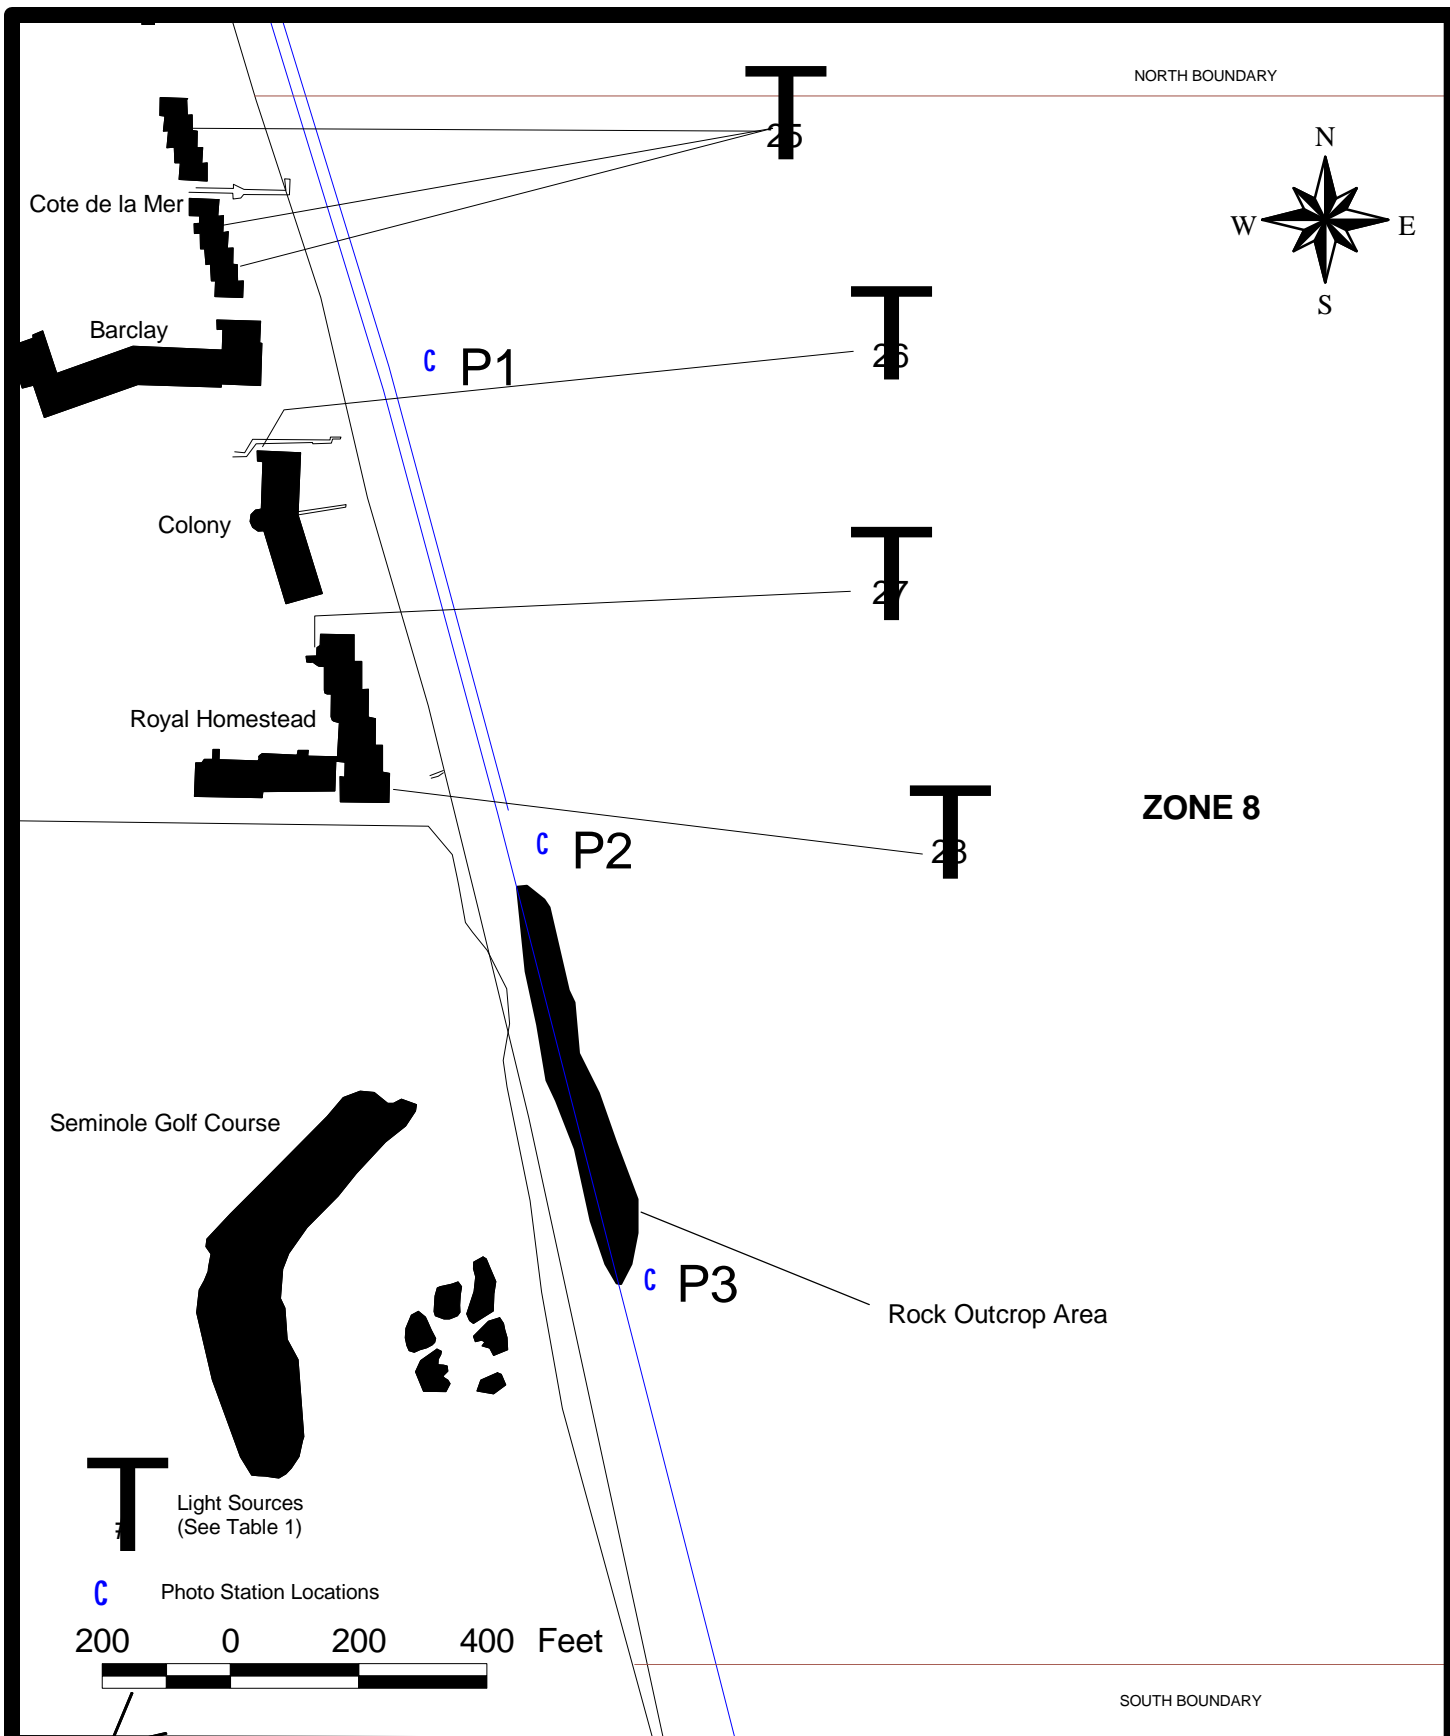 NORTH BOUNDARY
25
N
W E
S
Cote de la Mer
Barclay
P1
26
Colony
27
Royal Homestead
ZONE 8
P2
28
Seminole Golf Course
P3
Rock Outcrop Area
#
Light Sources
(See Table 1)
Photo Station Locations
200 0 200 400 Feet
SOUTH BOUNDARY